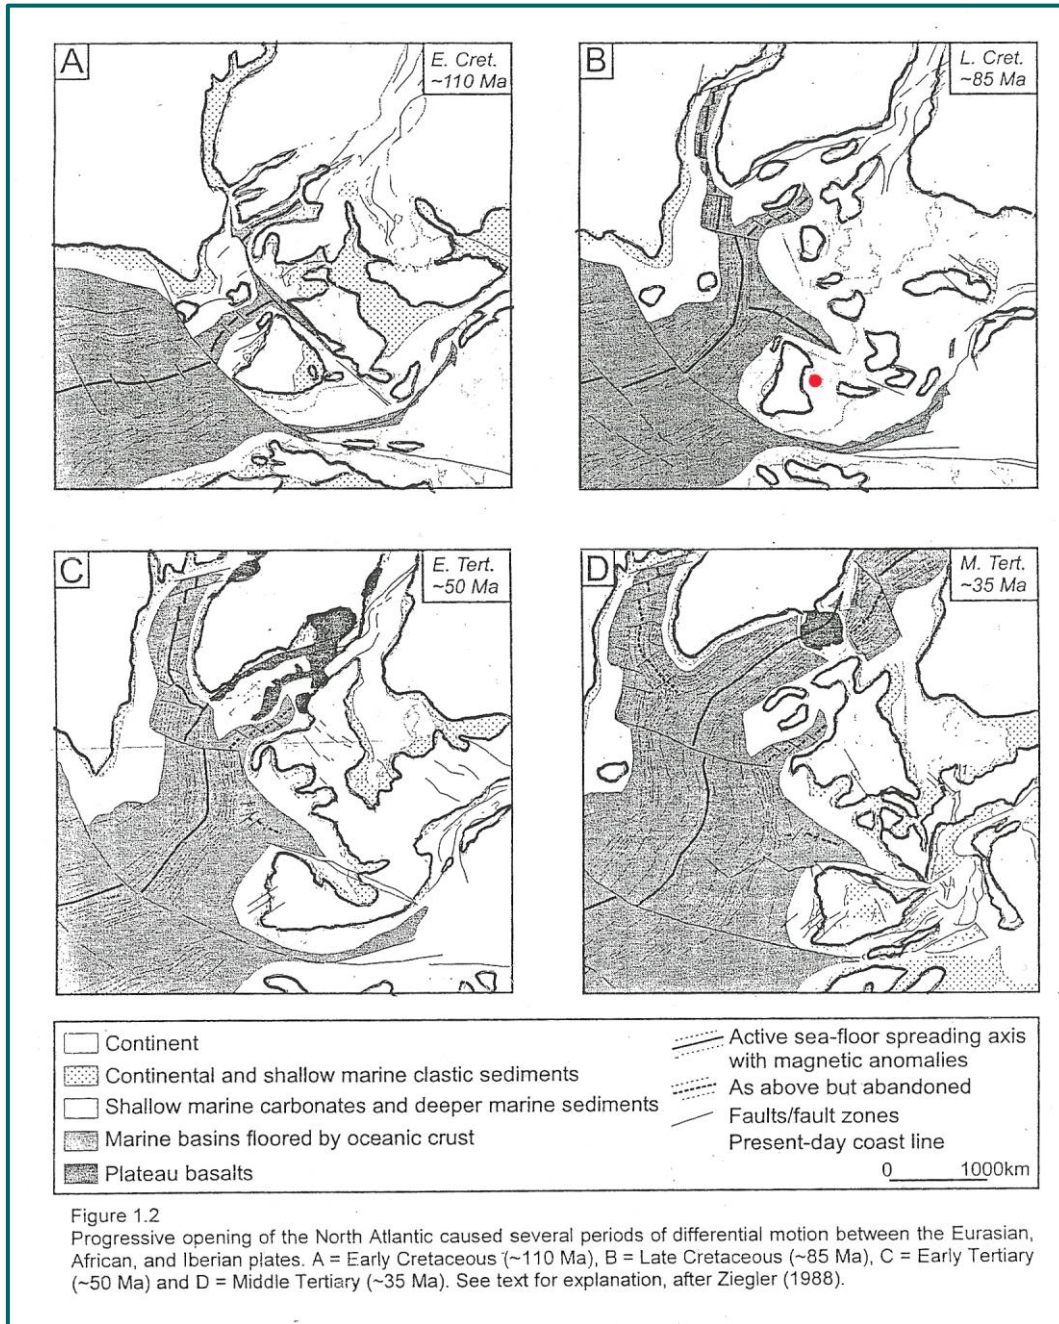 A
E. Cret.
~110 Ma
B
L. Cret.
~85 Ma
C
E. Tert.
~50 Ma
D
M. Tert.
~35 Ma
Continent
Continental and shallow marine clastic sediments
Shallow marine carbonates and deeper marine sediments
Marine basins floored by oceanic crust
Plateau basalts
Active sea-floor spreading axis
with magnetic anomalies
As above but abandoned
Faults/fault zones
Present-day coast line
0 1000km
Figure 1.2
Progressive opening of the North Atlantic caused several periods of differential motion between the Eurasian,
African, and Iberian plates. A = Early Cretaceous (~110 Ma), B = Late Cretaceous (~85 Ma), C = Early Tertiary
(~50 Ma) and D = Middle Tertiary (~35 Ma). See text for explanation, after Ziegler (1988).